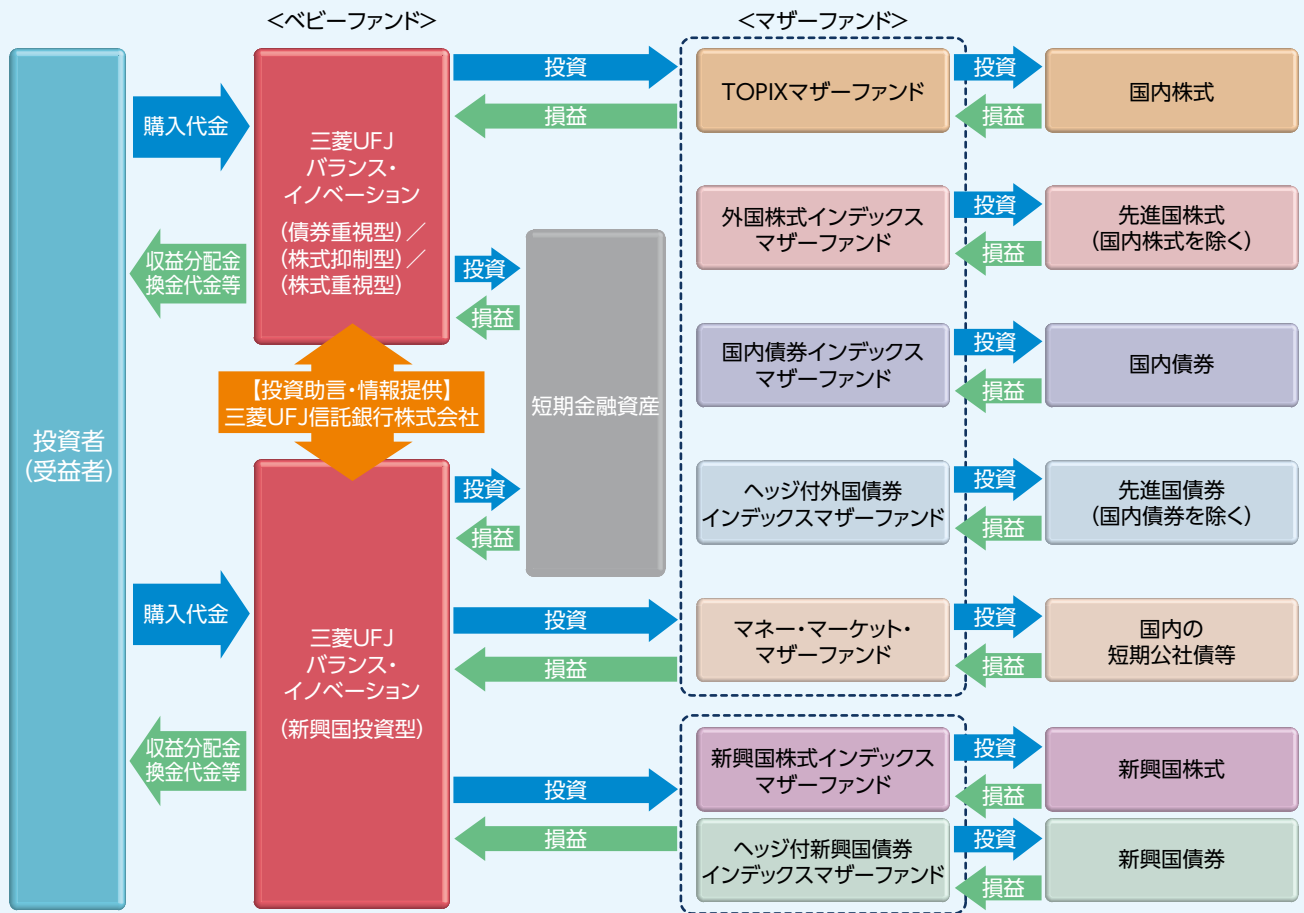 <ベビーファンド>
<マザーファンド>
投資者
(受益者)
購入代金
収益分配金
換金代金等
購入代金
収益分配金
換金代金等
三菱UFJ
バランス・
イノベーション
(債券重視型)／
(株式抑制型)／
(株式重視型)
【投資助言・情報提供】
三菱UFJ信託銀行株式会社
三菱UFJ
バランス・
イノベーション
(新興国投資型)
投資
損益
投資
損益
短期金融資産
投資
損益
投資
損益
投資
損益
TOPIXマザーファンド
投資
損益
国内株式
外国株式インデックス
マザーファンド
投資
損益
先進国株式
(国内株式を除く)
国内債券インデックス
マザーファンド
投資
損益
国内債券
ヘッジ付外国債券
インデックスマザーファンド
投資
損益
先進国債券
(国内債券を除く)
マネー・マーケット・
マザーファンド
投資
損益
国内の
短期公社債等
新興国株式インデックス
マザーファンド
投資
損益
新興国株式
ヘッジ付新興国債券
インデックスマザーファンド
投資
損益
新興国債券